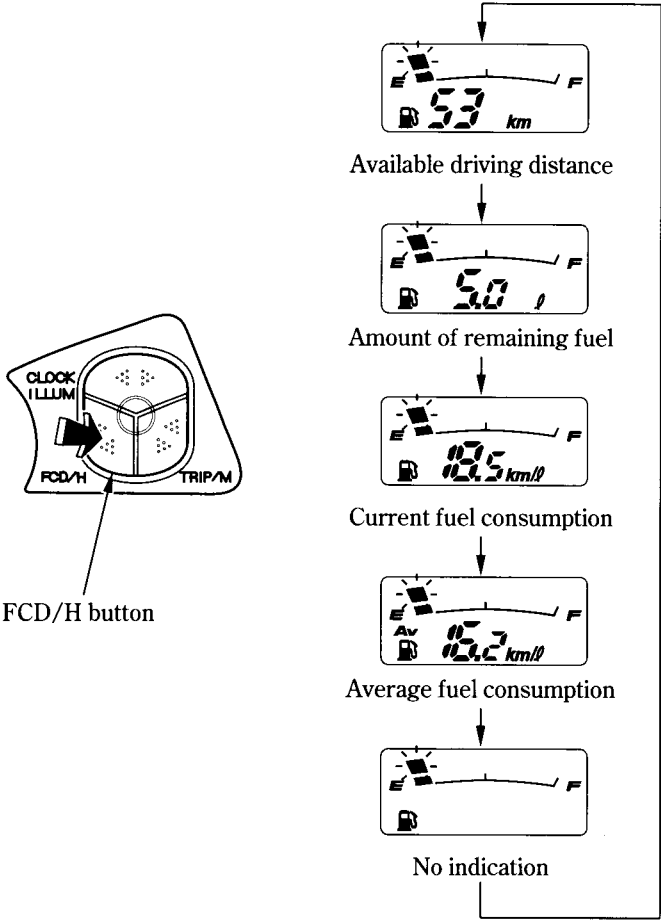 E F
53 km
Available driving distance
E F
5.0 ℓ
Amount of remaining fuel
CLOCK
ILLUM
FCD/H TRIP/M
FCD/H button
E F
18.5 km/ℓ
Current fuel consumption
E F
Av
16.2 km/ℓ
Average fuel consumption
E F
No indication